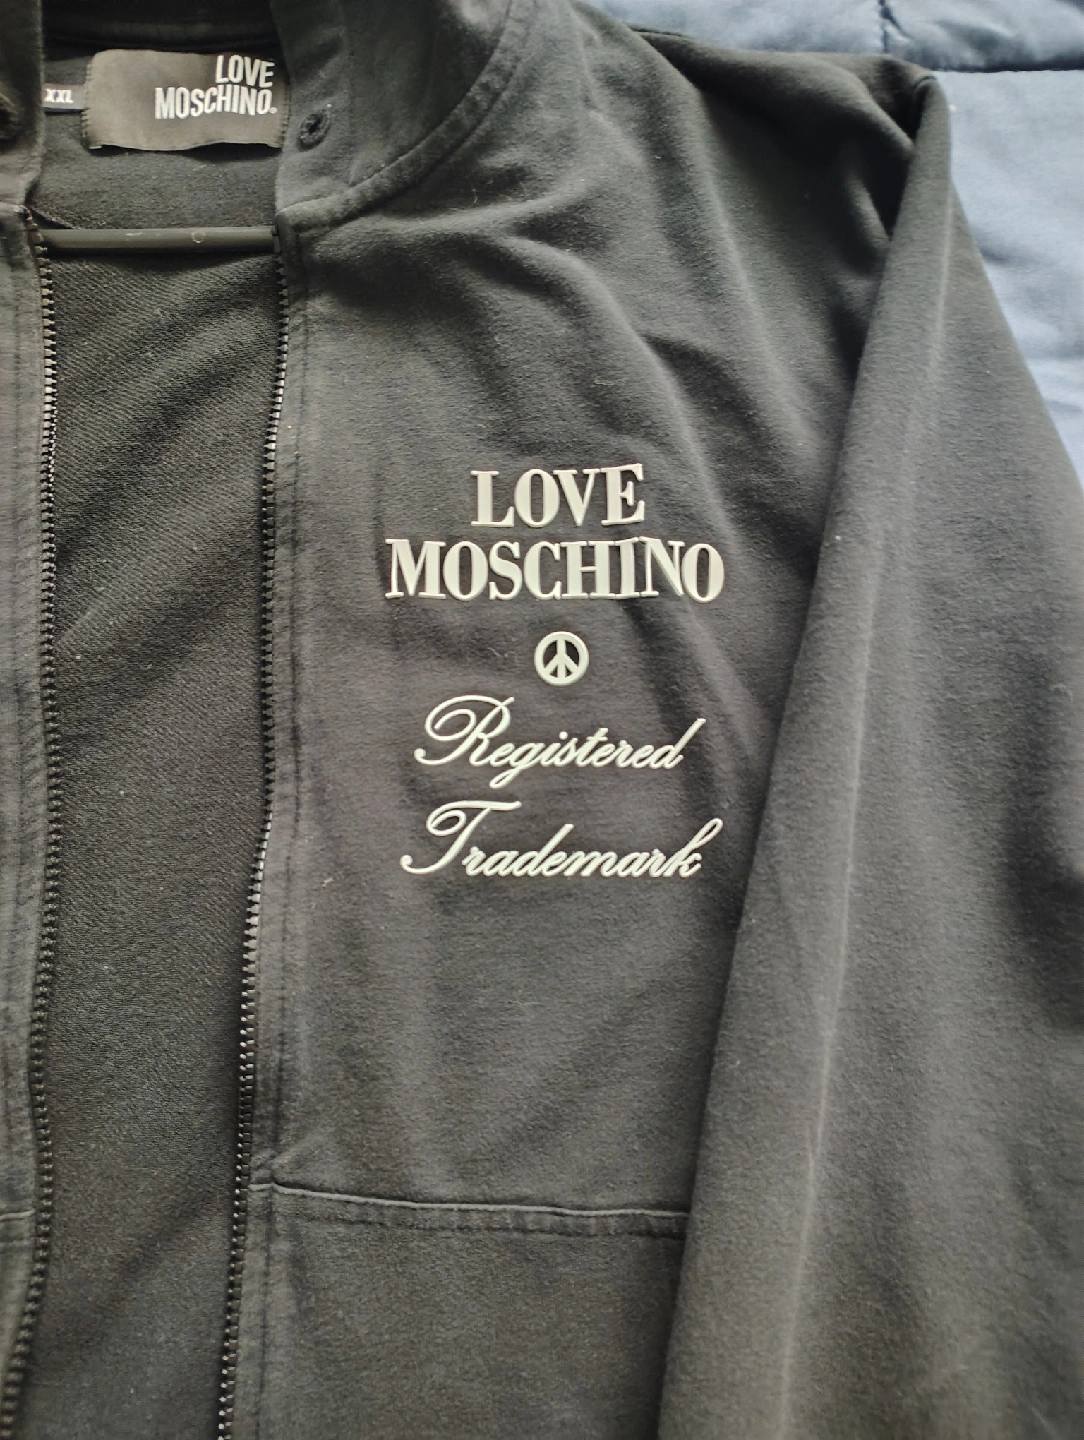 LOVE
MOSCHINO.
XXL
LOVE
MOSCHINO
Registered
Trademark